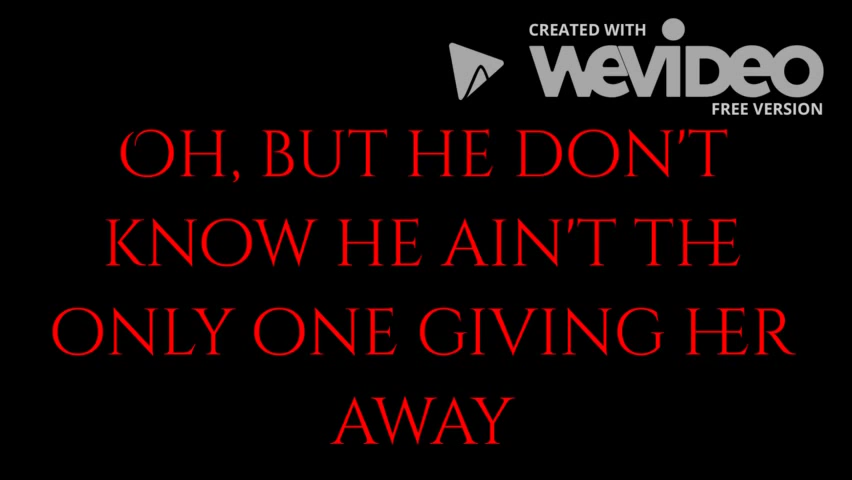 CREATED WITH
WEVIDEO
FREE VERSION
OH, BUT HE DON'T
KNOW HE AIN'T THE
ONLY ONE GIVING HER
AWAY